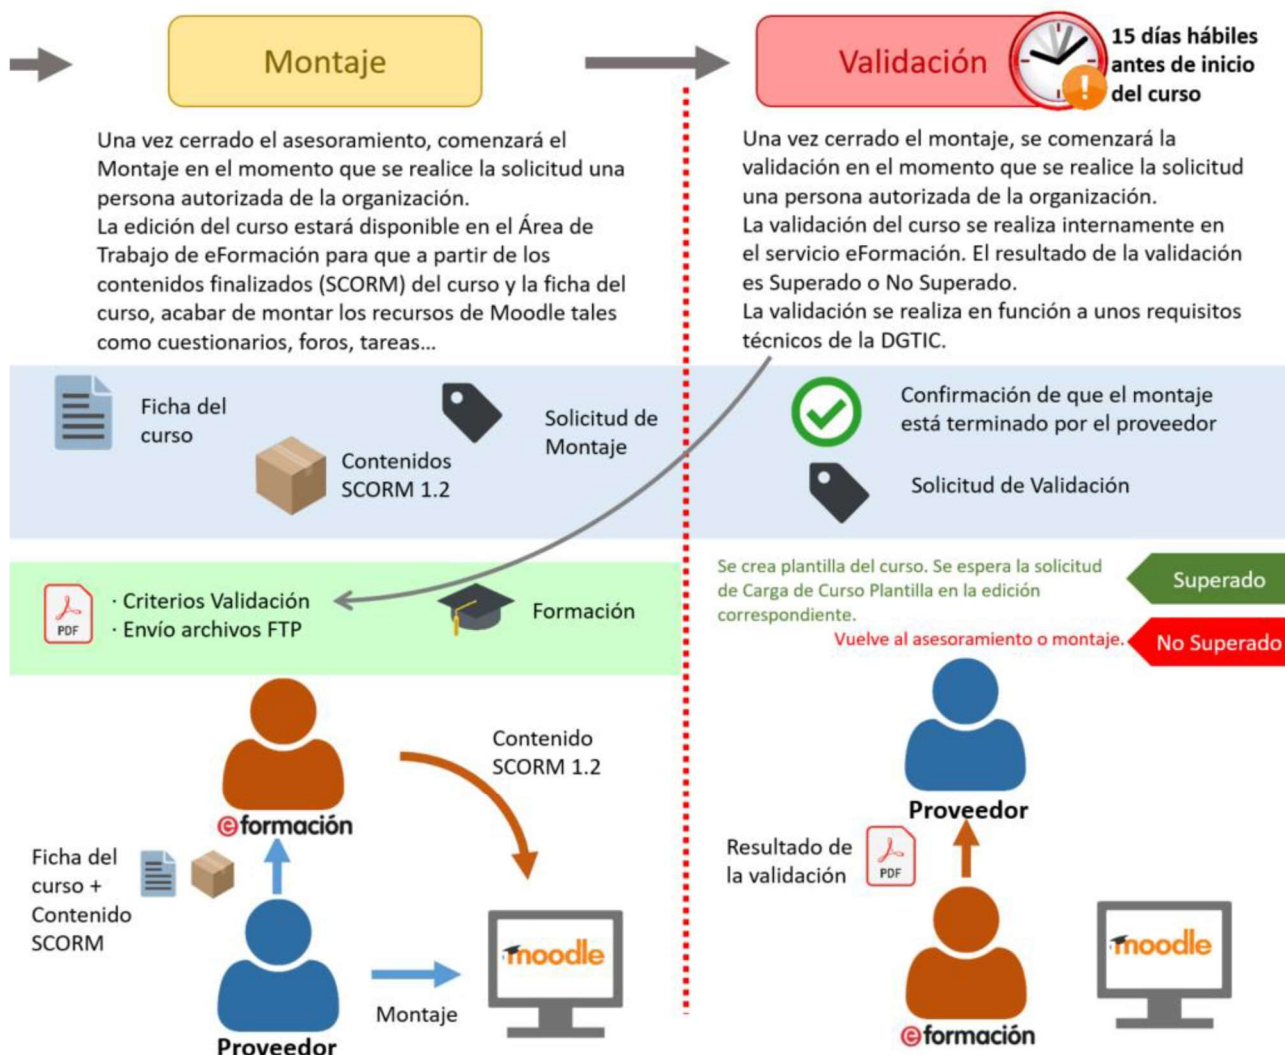 Montaje
Una vez cerrado el asesoramiento, comenzará el
Montaje en el momento que se realice la solicitud una
persona autorizada de la organización.
La edición del curso estará disponible en el Área de
Trabajo de eFormación para que a partir de los
contenidos finalizados (SCORM) del curso y la ficha del
curso, acabar de montar los recursos de Moodle tales
como cuestionarios, foros, tareas...
Ficha del
curso
Contenidos
SCORM 1.2
Solicitud de
Montaje
PDF
· Criterios Validación
· Envío archivos FTP
Formación
eformación
Contenido
SCORM 1.2
Ficha del
curso +
Contenido
SCORM
Proveedor
Montaje
moodle
Validación
15 días hábiles
antes de inicio
del curso
Una vez cerrado el montaje, se comenzará la
validación en el momento que se realice la solicitud
una persona autorizada de la organización.
La validación del curso se realiza internamente en
el servicio eFormación. El resultado de la validación
es Superado o No Superado.
La validación se realiza en función a unos requisitos
técnicos de la DGTIC.
Confirmación de que el montaje
está terminado por el proveedor
Solicitud de Validación
Se crea plantilla del curso. Se espera la solicitud
de Carga de Curso Plantilla en la edición
correspondiente.
Superado
Vuelve al asesoramiento o montaje.
No Superado
Proveedor
Resultado de
la validación
PDF
eformación
moodle